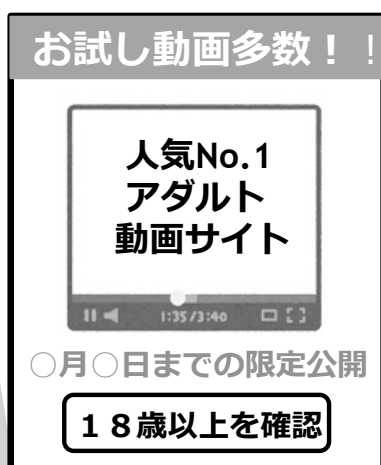 お試し動画多数！！
人気No.1
アダルト
動画サイト
1:35/3:40
○月○日までの限定公開
１８歳以上を確認